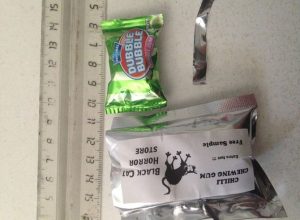 DUBBLE
BUBBLE
CHILLI
CHEWING GUM
Extra hot !!!
Free Sample
BLACK CAT
HORROR
STORE